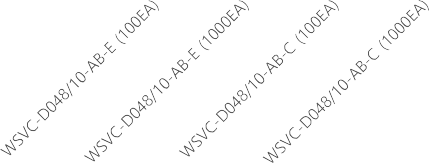 WSVC-D048/10-AB-E (100EA)
WSVC-D048/10-AB-E (1000EA)
WSVC-D048/10-AB-C (100EA)
WSVC-D048/10-AB-C (1000EA)